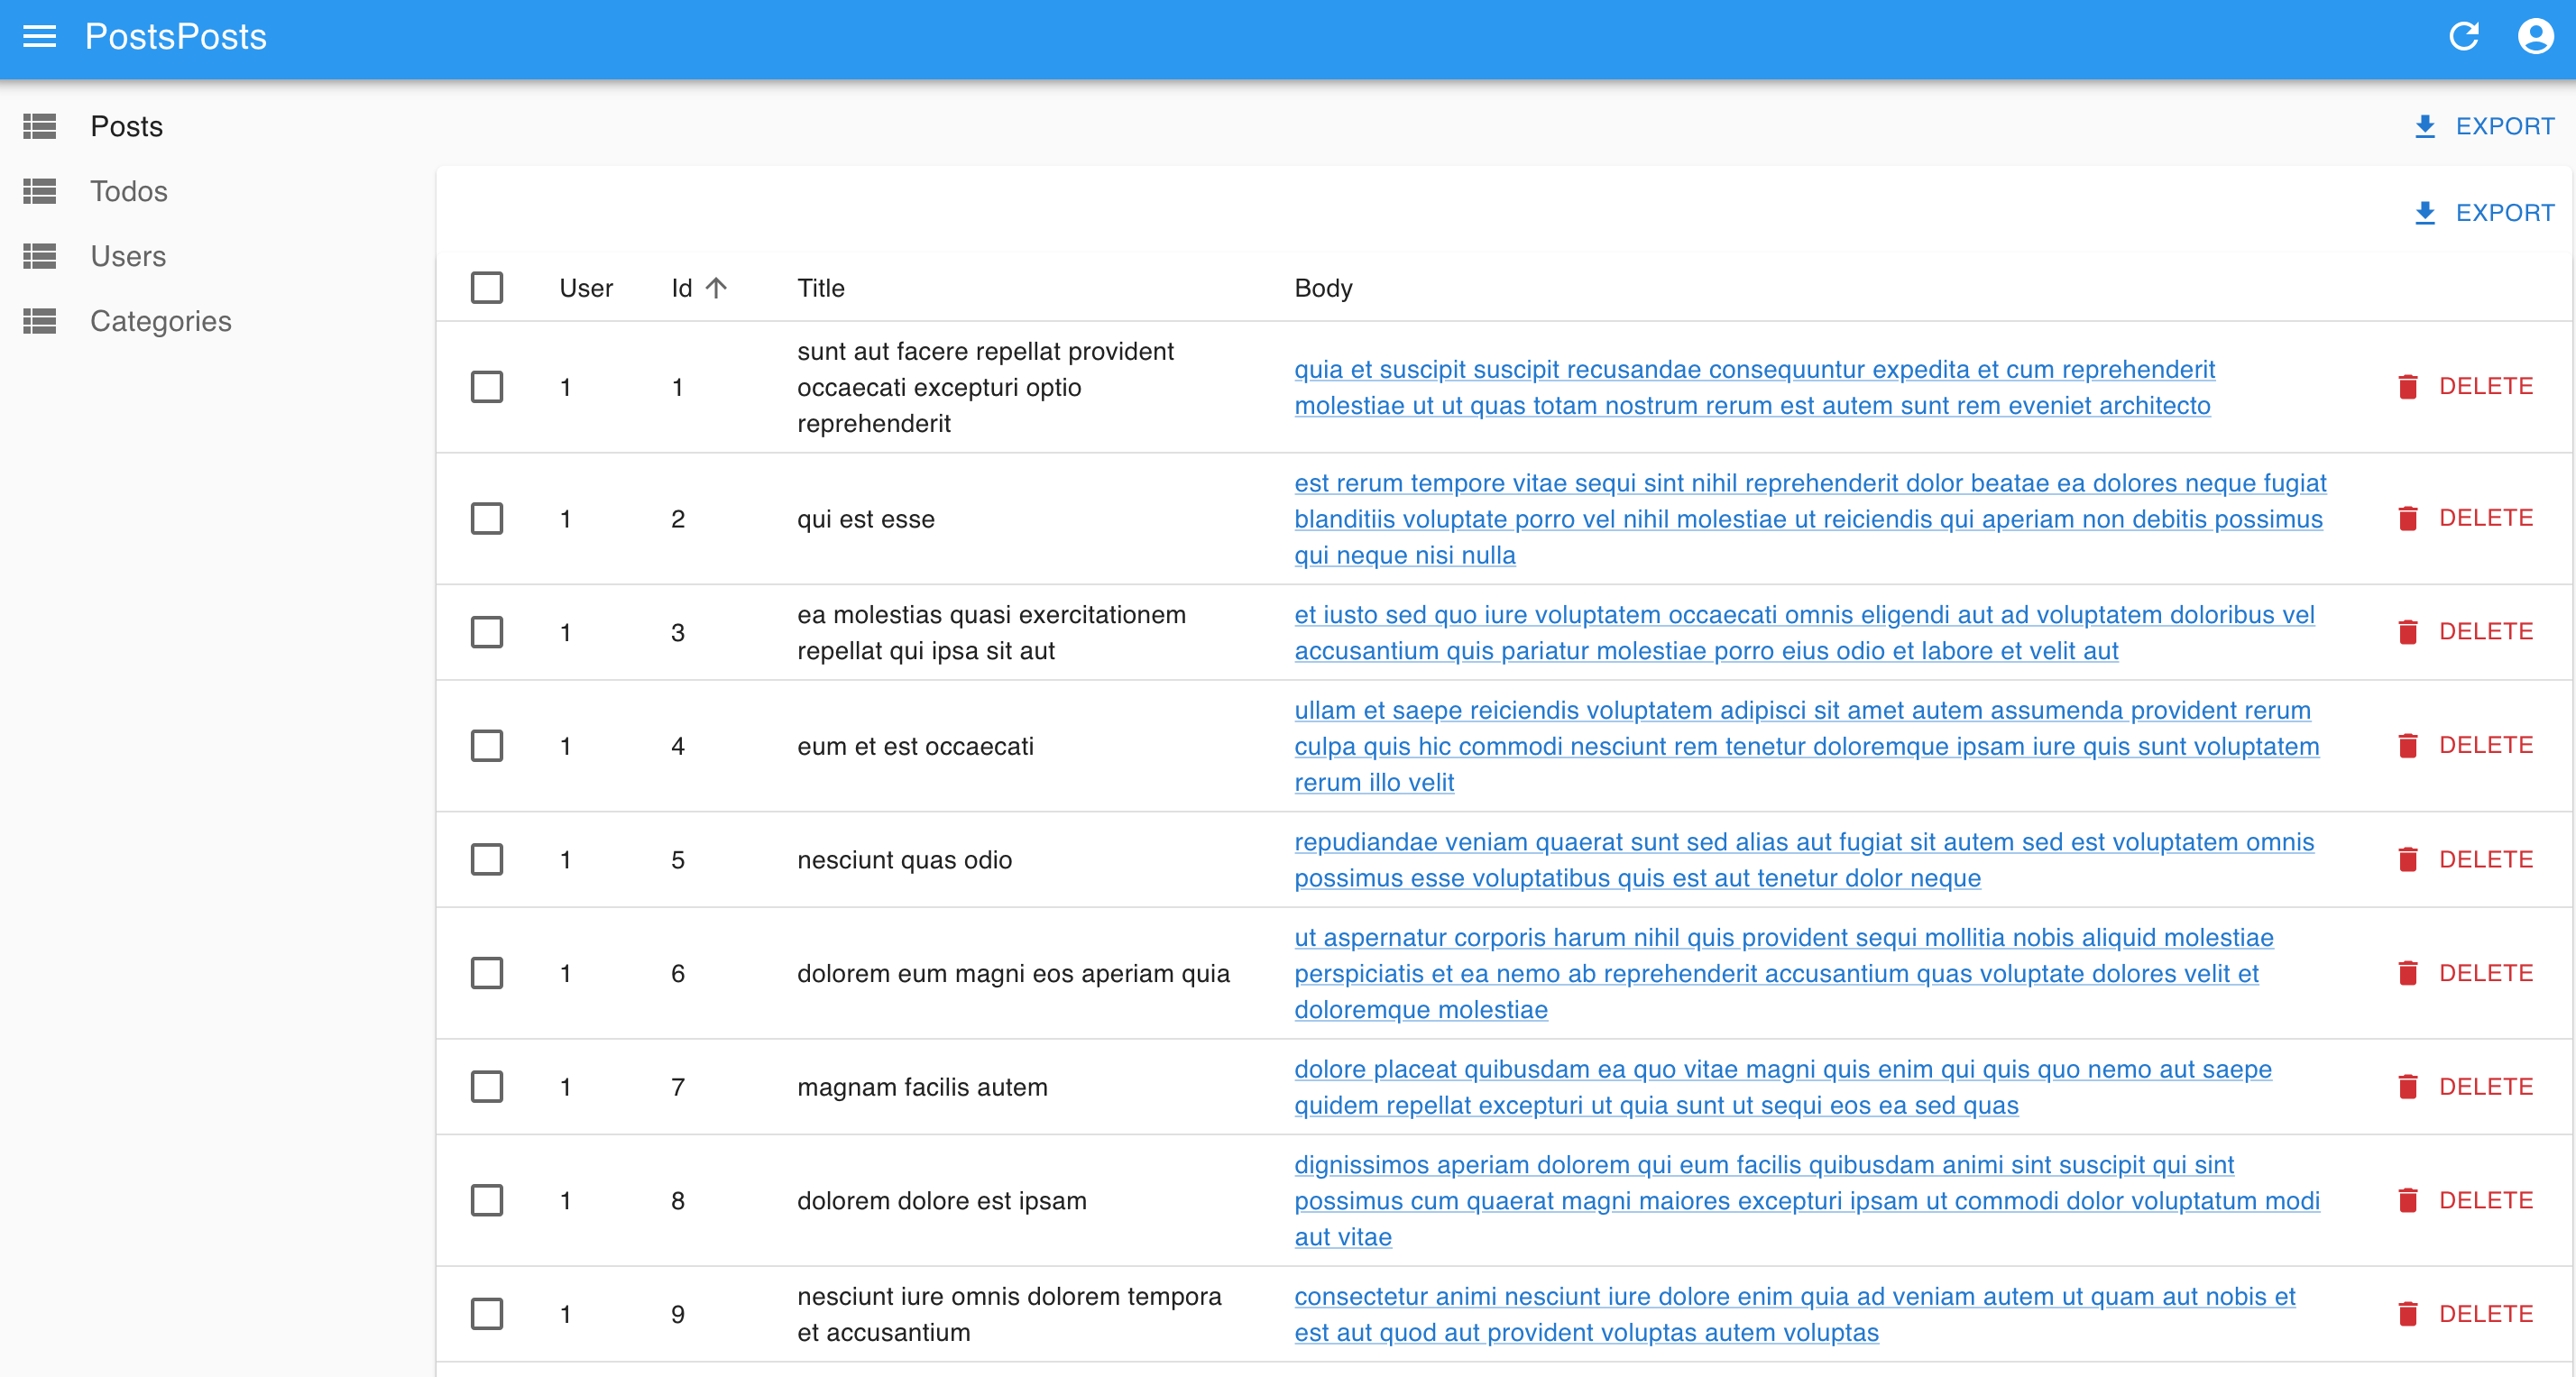 PostsPosts
Posts
Todos
Users
Categories
EXPORT
EXPORT
User Id Title Body
1 1 sunt aut facere repellat provident
occaecati excepturi optio
reprehenderit
quia et suscipit suscipit recusandae consequuntur expedita et cum reprehenderit
molestiae ut ut quas totam nostrum rerum est autem sunt rem eveniet architecto
DELETE
1 2 qui est esse
est rerum tempore vitae sequi sint nihil reprehenderit dolor beatae ea dolores neque fugiat
blanditiis voluptate porro vel nihil molestiae ut reiciendis qui aperiam non debitis possimus
qui neque nisi nulla
DELETE
1 3 ea molestias quasi exercitationem
repellat qui ipsa sit aut
et iusto sed quo iure voluptatem occaecati omnis eligendi aut ad voluptatem doloribus vel
accusantium quis pariatur molestiae porro eius odio et labore et velit aut
DELETE
1 4 eum et est occaecati
ullam et saepe reiciendis voluptatem adipisci sit amet autem assumenda provident rerum
culpa quis hic commodi nesciunt rem tenetur doloremque ipsam iure quis sunt voluptatem
rerum illo velit
DELETE
1 5 nesciunt quas odio
repudiandae veniam quaerat sunt sed alias aut fugiat sit autem sed est voluptatem omnis
possimus esse voluptatibus quis est aut tenetur dolor neque
DELETE
1 6 dolorem eum magni eos aperiam quia
ut aspernatur corporis harum nihil quis provident sequi mollitia nobis aliquid molestiae
perspiciatis et ea nemo ab reprehenderit accusantium quas voluptate dolores velit et
doloremque molestiae
DELETE
1 7 magnam facilis autem
dolore placeat quibusdam ea quo vitae magni quis enim qui quis quo nemo aut saepe
quidem repellat excepturi ut quia sunt ut sequi eos ea sed quas
DELETE
1 8 dolorem dolore est ipsam
dignissimos aperiam dolorem qui eum facilis quibusdam animi sint suscipit qui sint
possimus cum quaerat magni maiores excepturi ipsam ut commodi dolor voluptatum modi
aut vitae
DELETE
1 9 nesciunt iure omnis dolorem tempora
et accusantium
consectetur animi nesciunt iure dolore enim quia ad veniam autem ut quam aut nobis et
est aut quod aut provident voluptas autem voluptas
DELETE